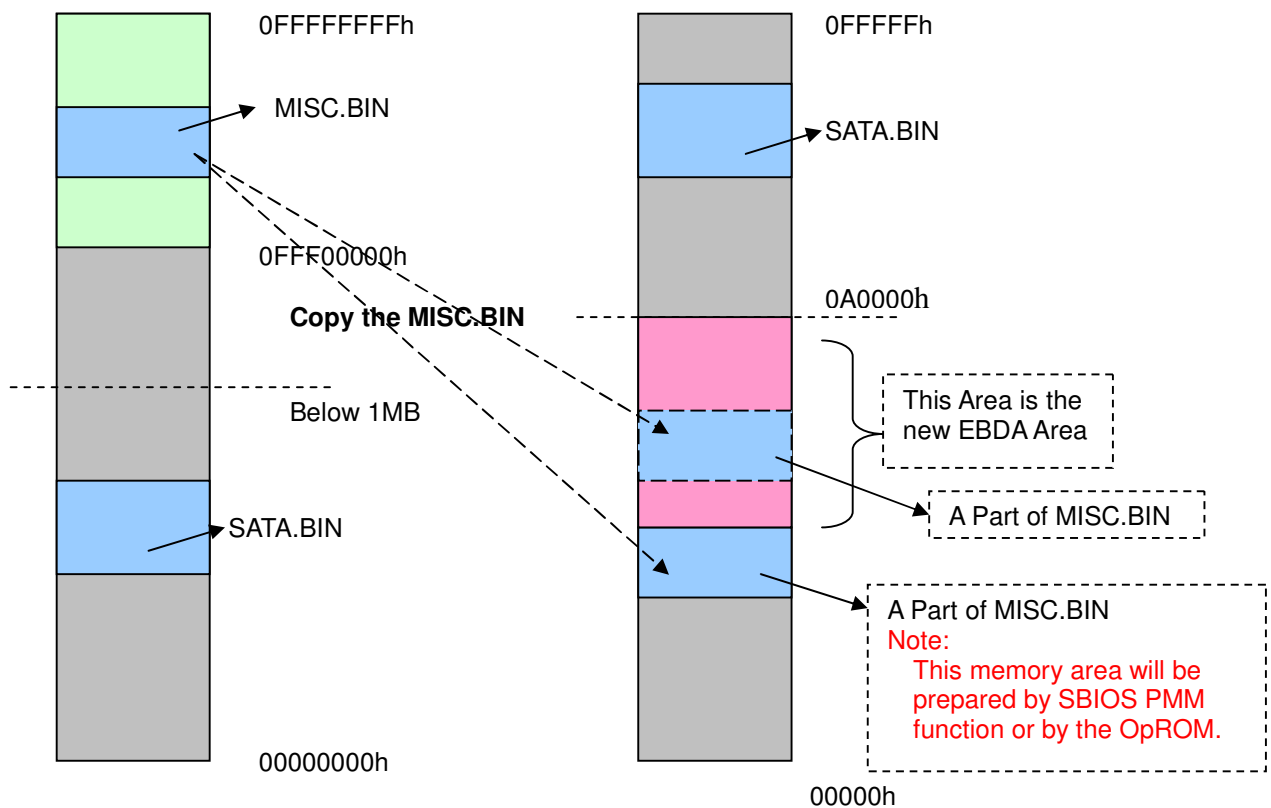 0FFFFFFFFh
MISC.BIN
0FFF00000h
Copy the MISC.BIN
Below 1MB
SATA.BIN
00000000h
0FFFFFh
SATA.BIN
0A0000h
This Area is the
new EBDA Area
A Part of MISC.BIN
A Part of MISC.BIN
Note:
This memory area will be
prepared by SBIOS PMM
function or by the OpROM.
00000h